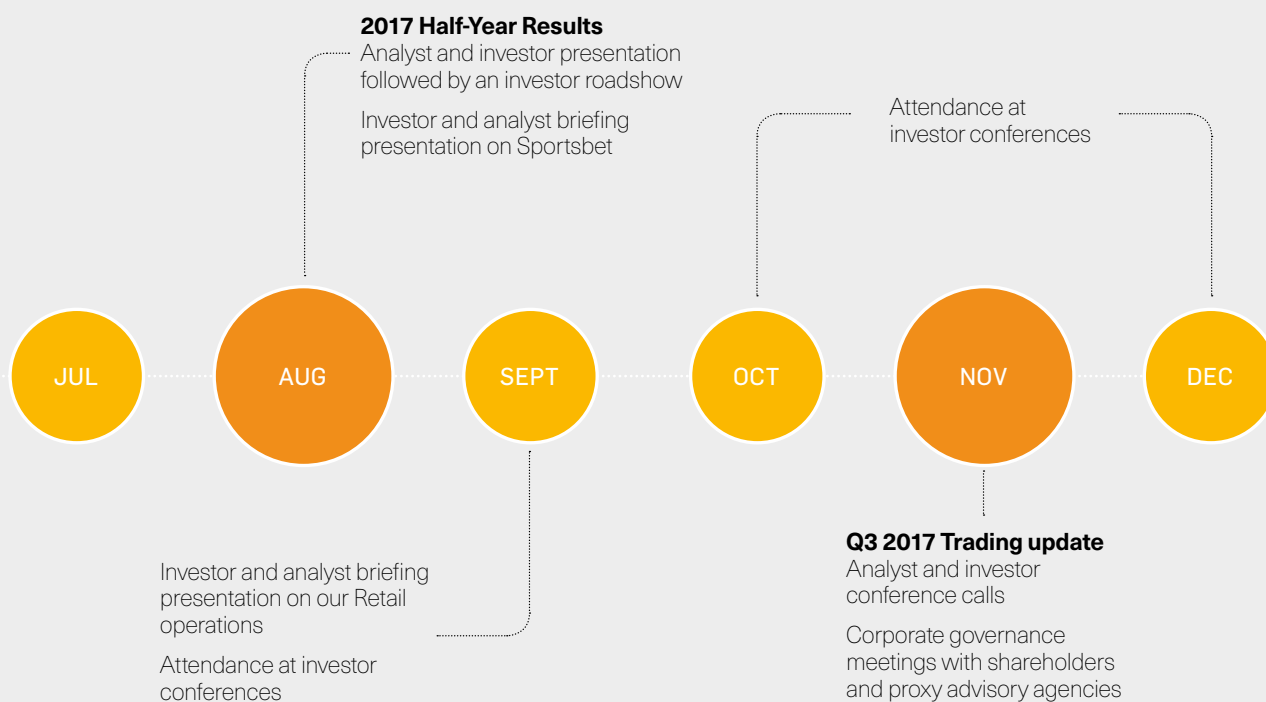 2017 Half-Year Results
Analyst and investor presentation
followed by an investor roadshow
Investor and analyst briefing
presentation on Sportsbet
Attendance at
investor conferences
JUL
AUG
SEPT
OCT
NOV
DEC
Investor and analyst briefing
presentation on our Retail
operations
Attendance at investor
conferences
Q3 2017 Trading update
Analyst and investor
conference calls
Corporate governance
meetings with shareholders
and proxy advisory agencies